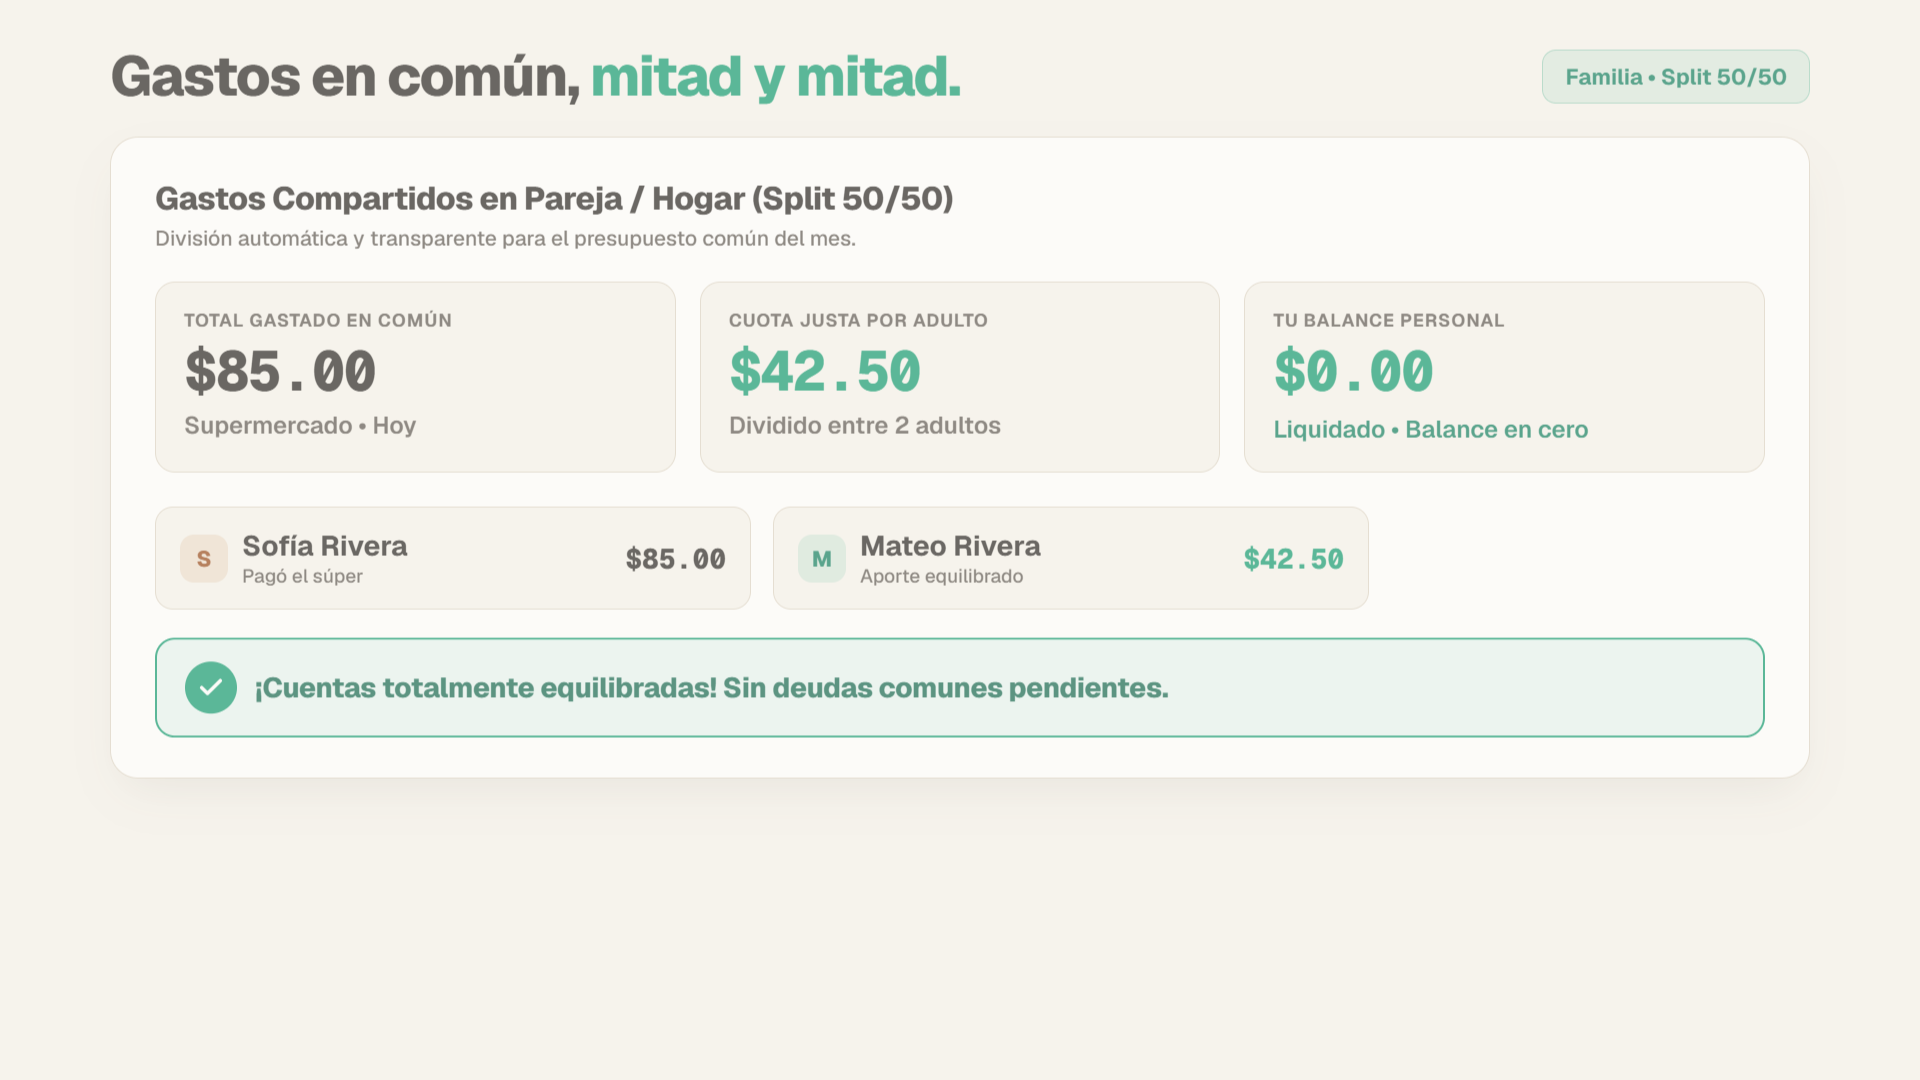 Gastos en común, mitad y mitad.
Familia • Split 50/50
Gastos Compartidos en Pareja / Hogar (Split 50/50)
División automática y transparente para el presupuesto común del mes.
TOTAL GASTADO EN COMÚN
$85.00
Supermercado • Hoy
CUOTA JUSTA POR ADULTO
$42.50
Dividido entre 2 adultos
TU BALANCE PERSONAL
$0.00
Liquidado • Balance en cero
S
Sofía Rivera
Pagó el súper
$85.00
M
Mateo Rivera
Aporte equilibrado
$42.50
¡Cuentas totalmente equilibradas! Sin deudas comunes pendientes.